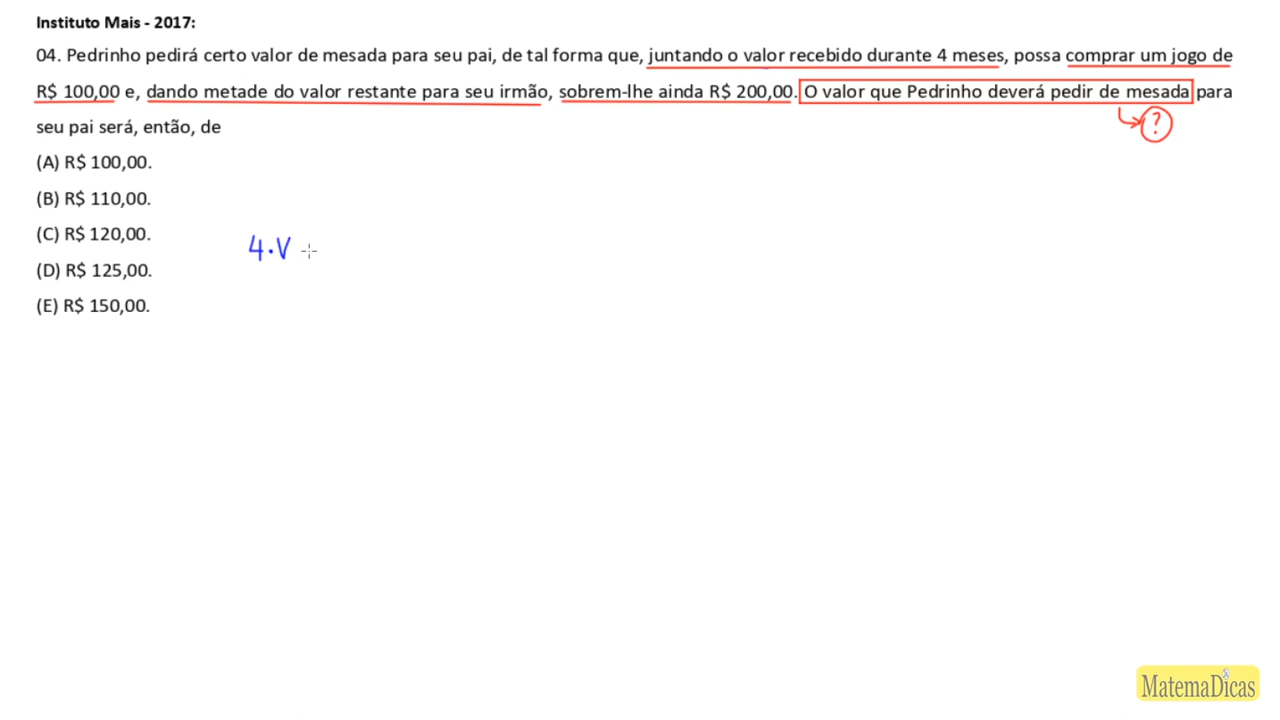 Instituto Mais - 2017:
04. Pedrinho pedirá certo valor de mesada para seu pai, de tal forma que, juntando o valor recebido durante 4 meses, possa comprar um jogo de
R$ 100,00 e, dando metade do valor restante para seu irmão, sobrem-lhe ainda R$ 200,00. O valor que Pedrinho deverá pedir de mesada para
?
seu pai será, então, de
(A) R$ 100,00.
(B) R$ 110,00.
(C) R$ 120,00.
4·V
(D) R$ 125,00.
(E) R$ 150,00.
MatemaDicas